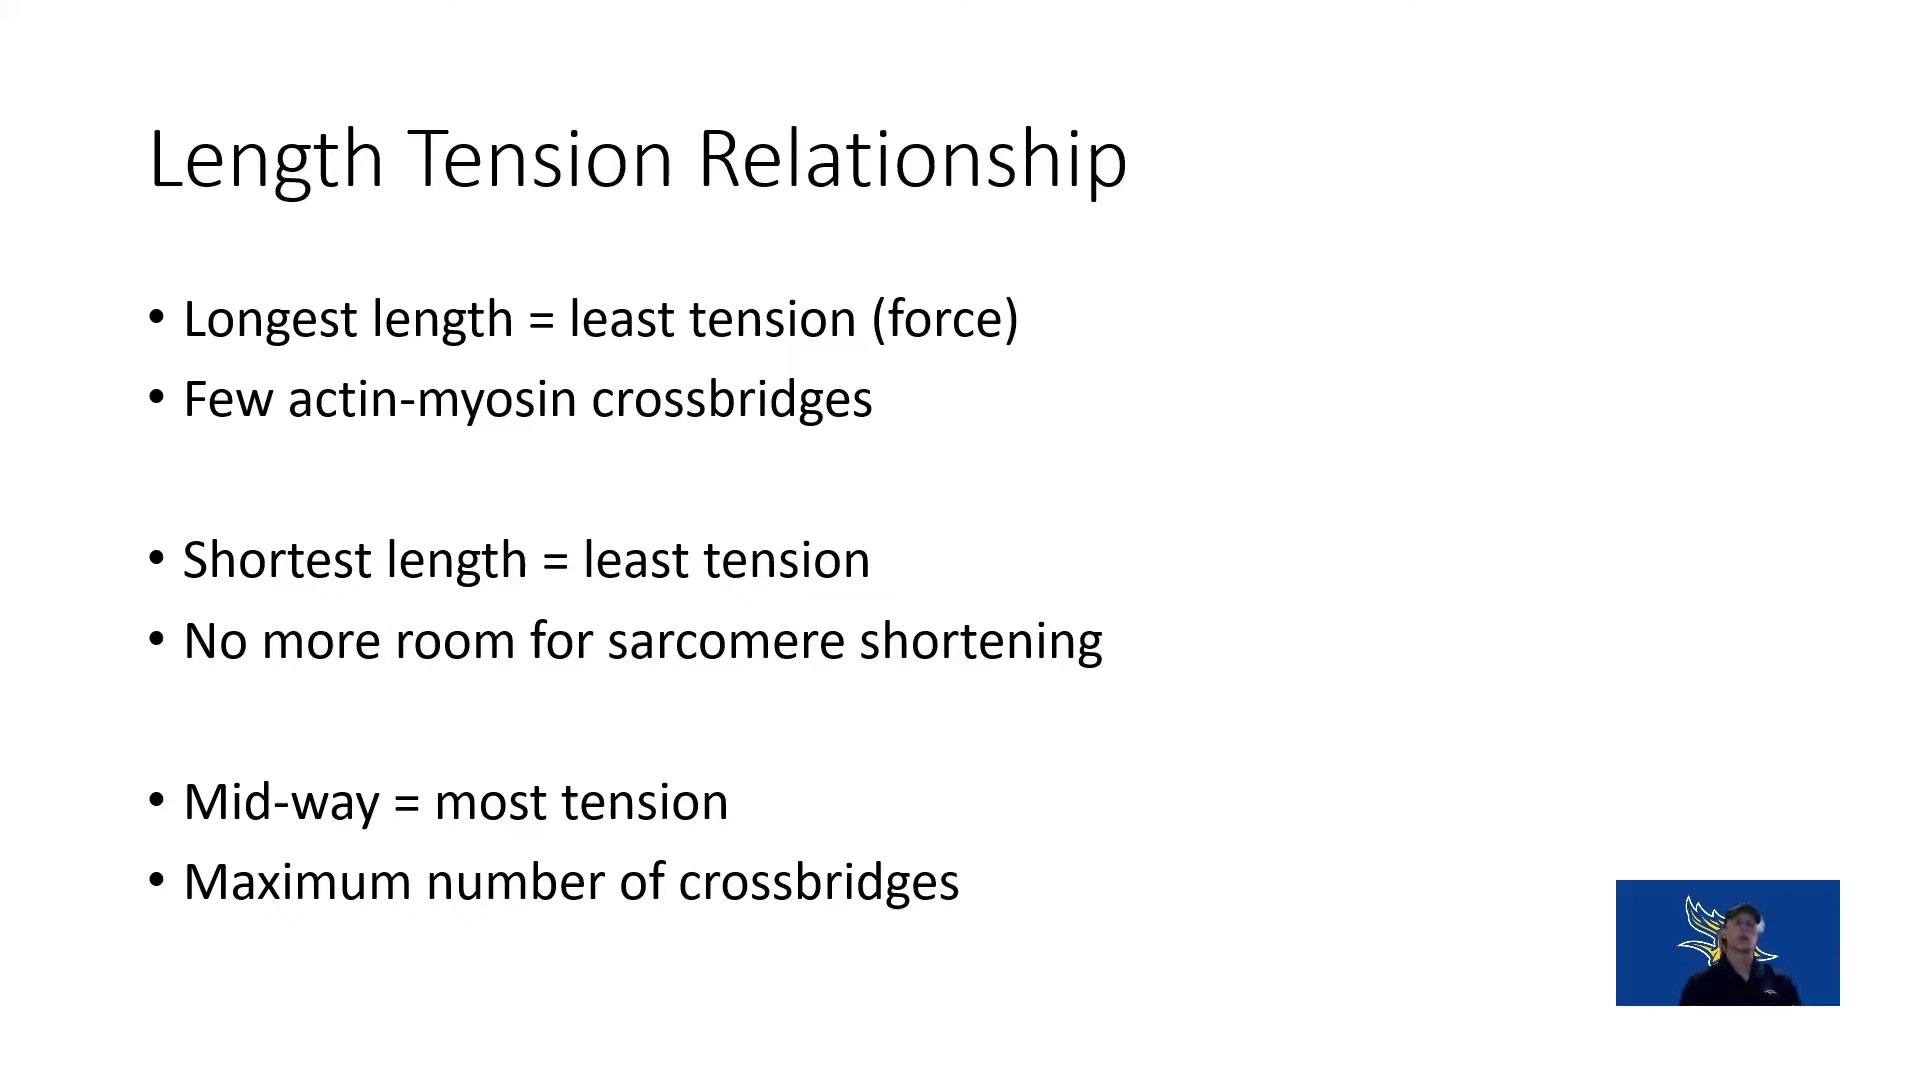 Length Tension Relationship
• Longest length = least tension (force)
• Few actin-myosin crossbridges
• Shortest length = least tension
• No more room for sarcomere shortening
• Mid-way = most tension
• Maximum number of crossbridges